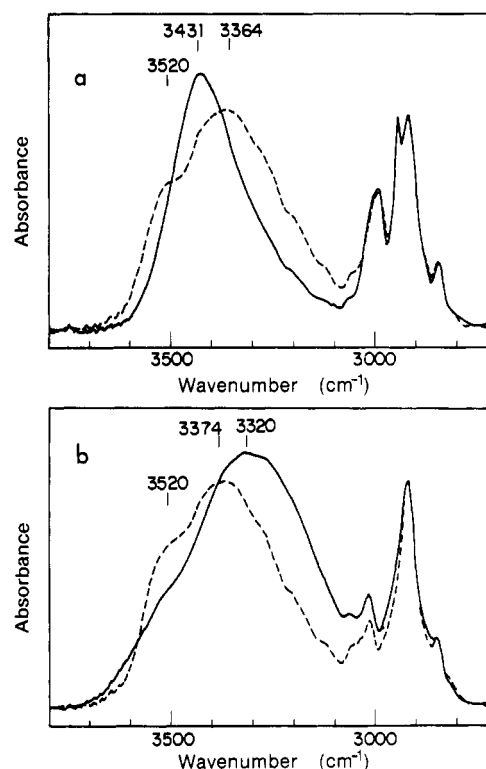 3431 3364
3520
a
Absorbance
3500 3000
Wavenumber (cm⁻¹)
3374 3320
b
3520
Absorbance
3500 3000
Wavenumber (cm⁻¹)